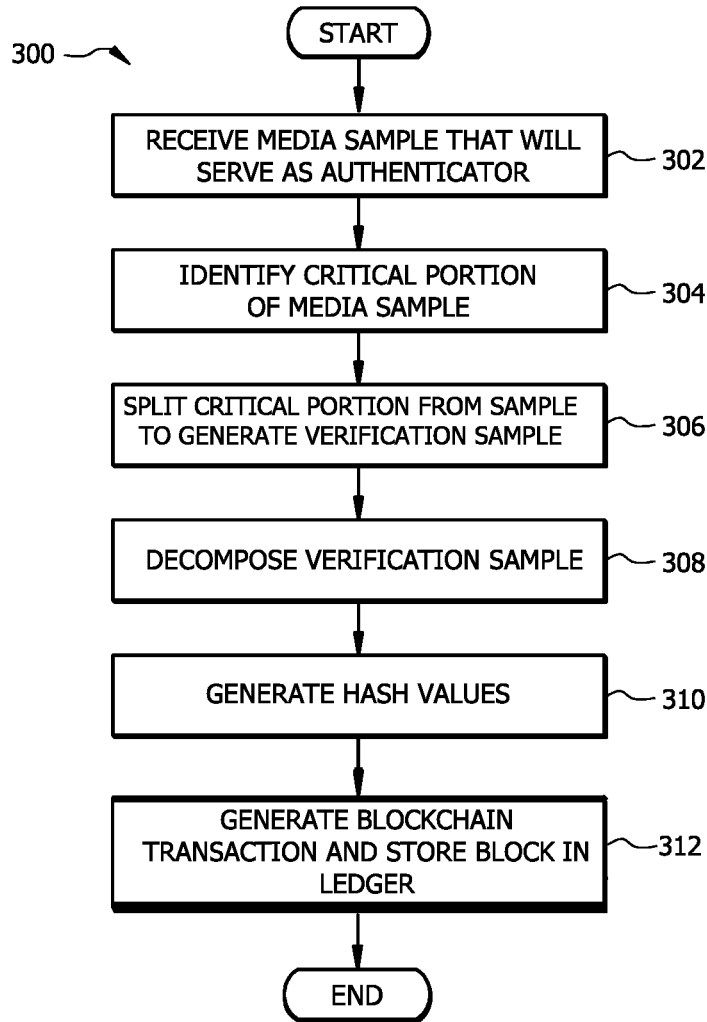 START
300
RECEIVE MEDIA SAMPLE THAT WILL
SERVE AS AUTHENTICATOR
302
IDENTIFY CRITICAL PORTION
OF MEDIA SAMPLE
304
SPLIT CRITICAL PORTION FROM SAMPLE
TO GENERATE VERIFICATION SAMPLE
306
DECOMPOSE VERIFICATION SAMPLE
308
GENERATE HASH VALUES
310
GENERATE BLOCKCHAIN
TRANSACTION AND STORE BLOCK IN
LEDGER
312
END